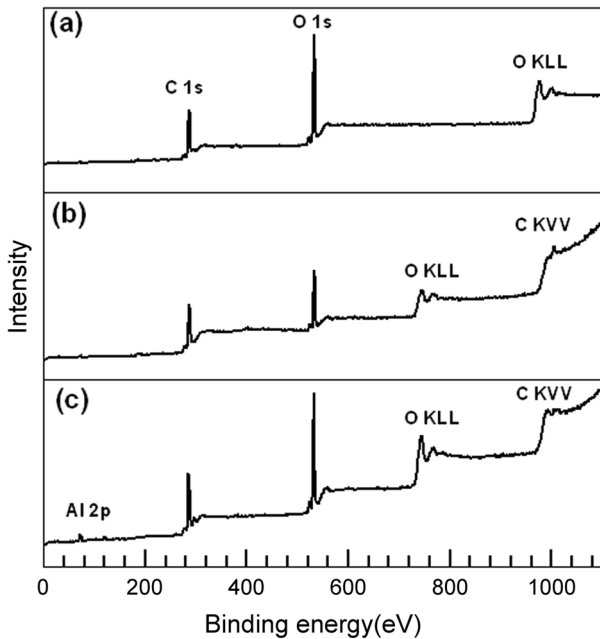 (a)
O 1s
C 1s
O KLL
(b)
C KVV
O KLL
(c)
C KVV
O KLL
Al 2p
Intensity
0 200 400 600 800 1000
Binding energy(eV)